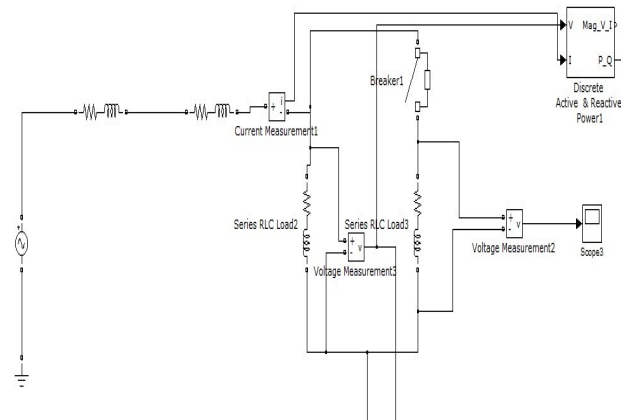 V Mag_V_I
I P_Q
Discrete
Active & Reactive
Power1
Breaker1
+ i
-
Current Measurement1
Series RLC Load2
+
- v
Voltage Measurement3
Series RLC Load3
+
- v
Voltage Measurement2
Scope3